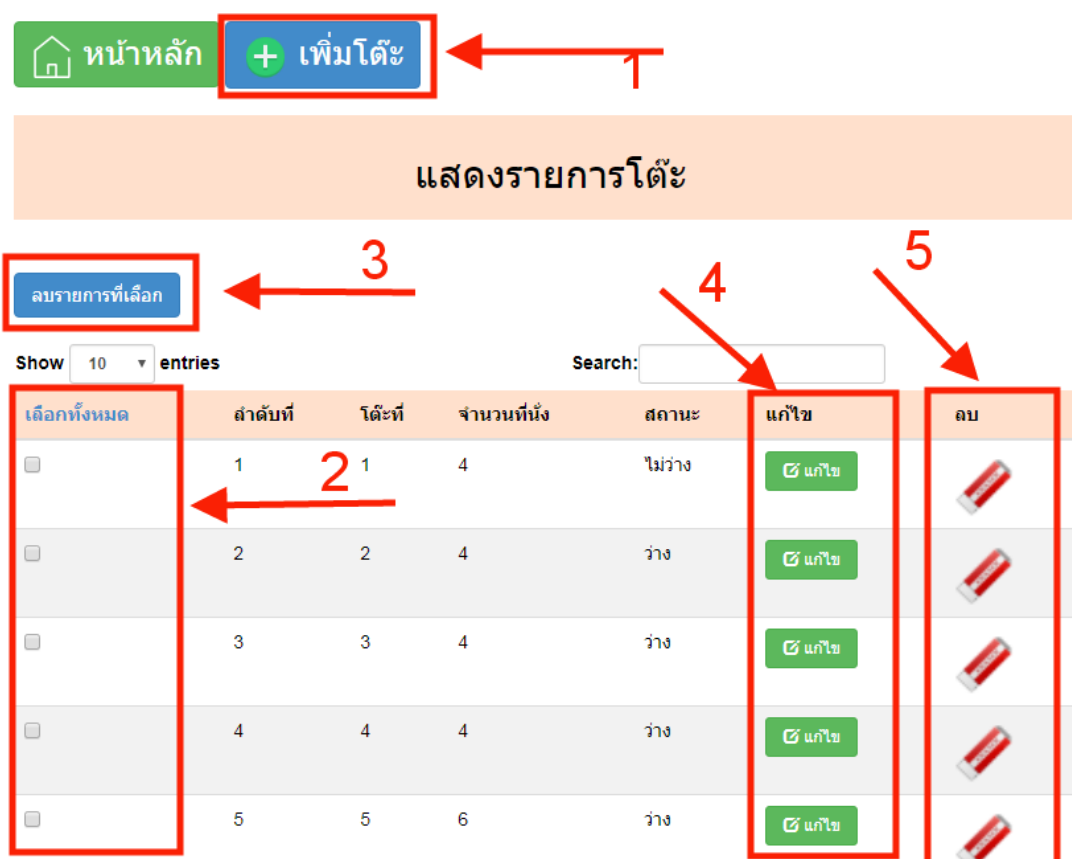 หน้าหลัก เพิ่มโต๊ะ 1
แสดงรายการโต๊ะ
ลบรายการที่เลือก 3 4 5
Show 10 entries Search:
เลือกทั้งหมด ลำดับที่ โต๊ะที่ จำนวนที่นั่ง สถานะ แก้ไข ลบ
1 2 1 4 ไม่ว่าง แก้ไข
2 2 4 ว่าง แก้ไข
3 3 4 ว่าง แก้ไข
4 4 4 ว่าง แก้ไข
5 5 6 ว่าง แก้ไข